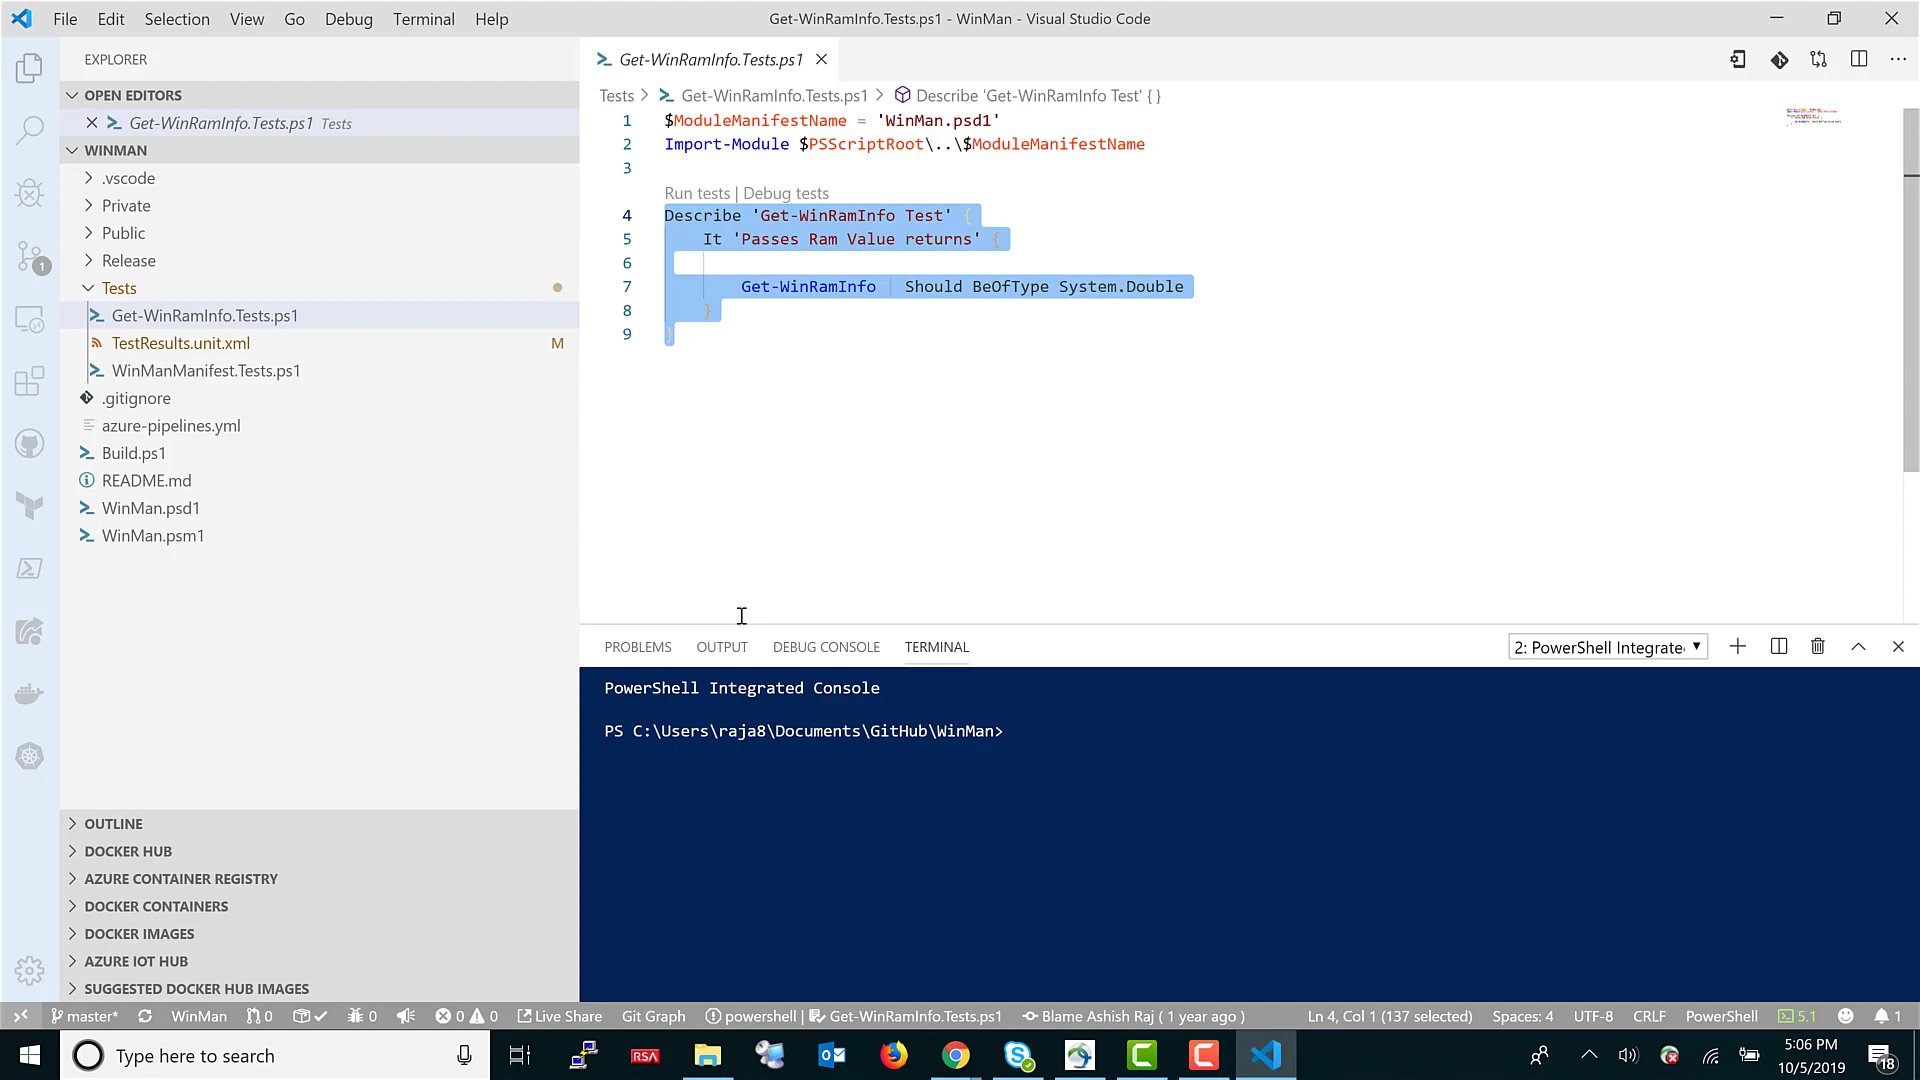 File Edit Selection View Go Debug Terminal Help
Get-WinRamInfo.Tests.ps1 - WinMan - Visual Studio Code
EXPLORER
OPEN EDITORS
Get-WinRamInfo.Tests.ps1 Tests
WINMAN
.vscode
Private
Public
Release
Tests
Get-WinRamInfo.Tests.ps1
TestResults.unit.xml M
WinManManifest.Tests.ps1
.gitignore
azure-pipelines.yml
Build.ps1
README.md
WinMan.psd1
WinMan.psm1
OUTLINE
DOCKER HUB
AZURE CONTAINER REGISTRY
DOCKER CONTAINERS
DOCKER IMAGES
AZURE IOT HUB
SUGGESTED DOCKER HUB IMAGES
1
Get-WinRamInfo.Tests.ps1
Tests > Get-WinRamInfo.Tests.ps1 > Describe 'Get-WinRamInfo Test' { }
1 $ModuleManifestName = 'WinMan.psd1'
2 Import-Module $PSScriptRoot\..\$ModuleManifestName
3
Run tests | Debug tests
4 Describe 'Get-WinRamInfo Test' {
5 It 'Passes Ram Value returns' {
6
7 Get-WinRamInfo | Should BeOfType System.Double
8 }
9 }
PROBLEMS OUTPUT DEBUG CONSOLE TERMINAL
2: PowerShell Integrate
PowerShell Integrated Console
PS C:\Users\raja8\Documents\GitHub\WinMan>
master* WinMan 0 0 0 0 Live Share Git Graph powershell | Get-WinRamInfo.Tests.ps1 Blame Ashish Raj ( 1 year ago ) Ln 4, Col 1 (137 selected) Spaces: 4 UTF-8 CRLF PowerShell 5.1 1
Type here to search
RSA
5:06 PM
10/5/2019
18